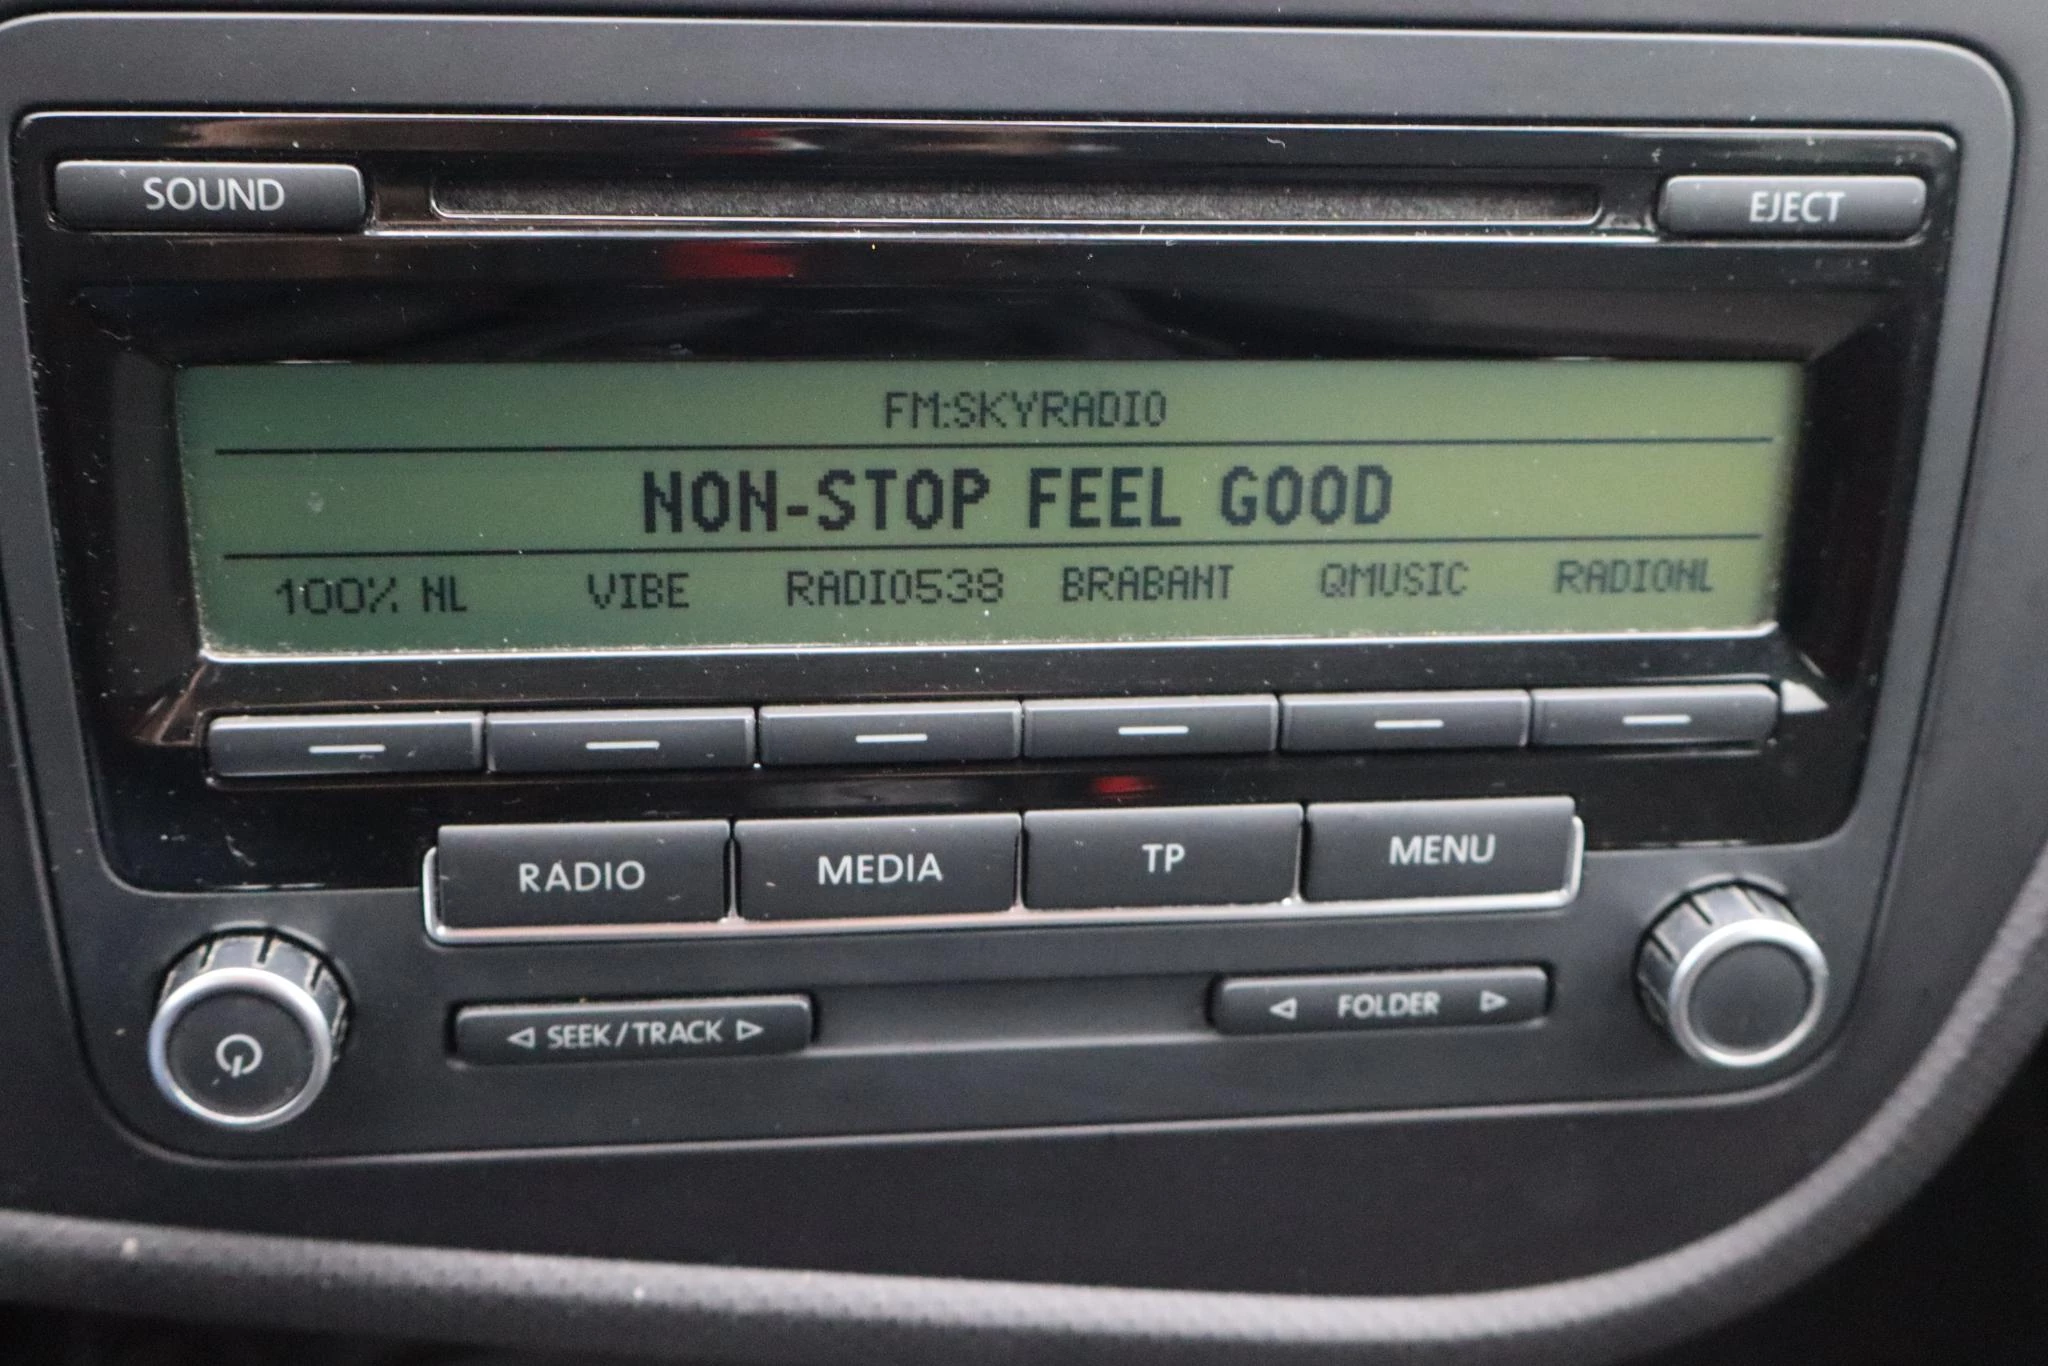 SOUND
EJECT
FM:SKYRADIO
NON-STOP FEEL GOOD
100% NL VIBE RADIO538 BRABANT QMUSIC RADIONL
RADIO MEDIA TP MENU
SEEK/TRACK
FOLDER